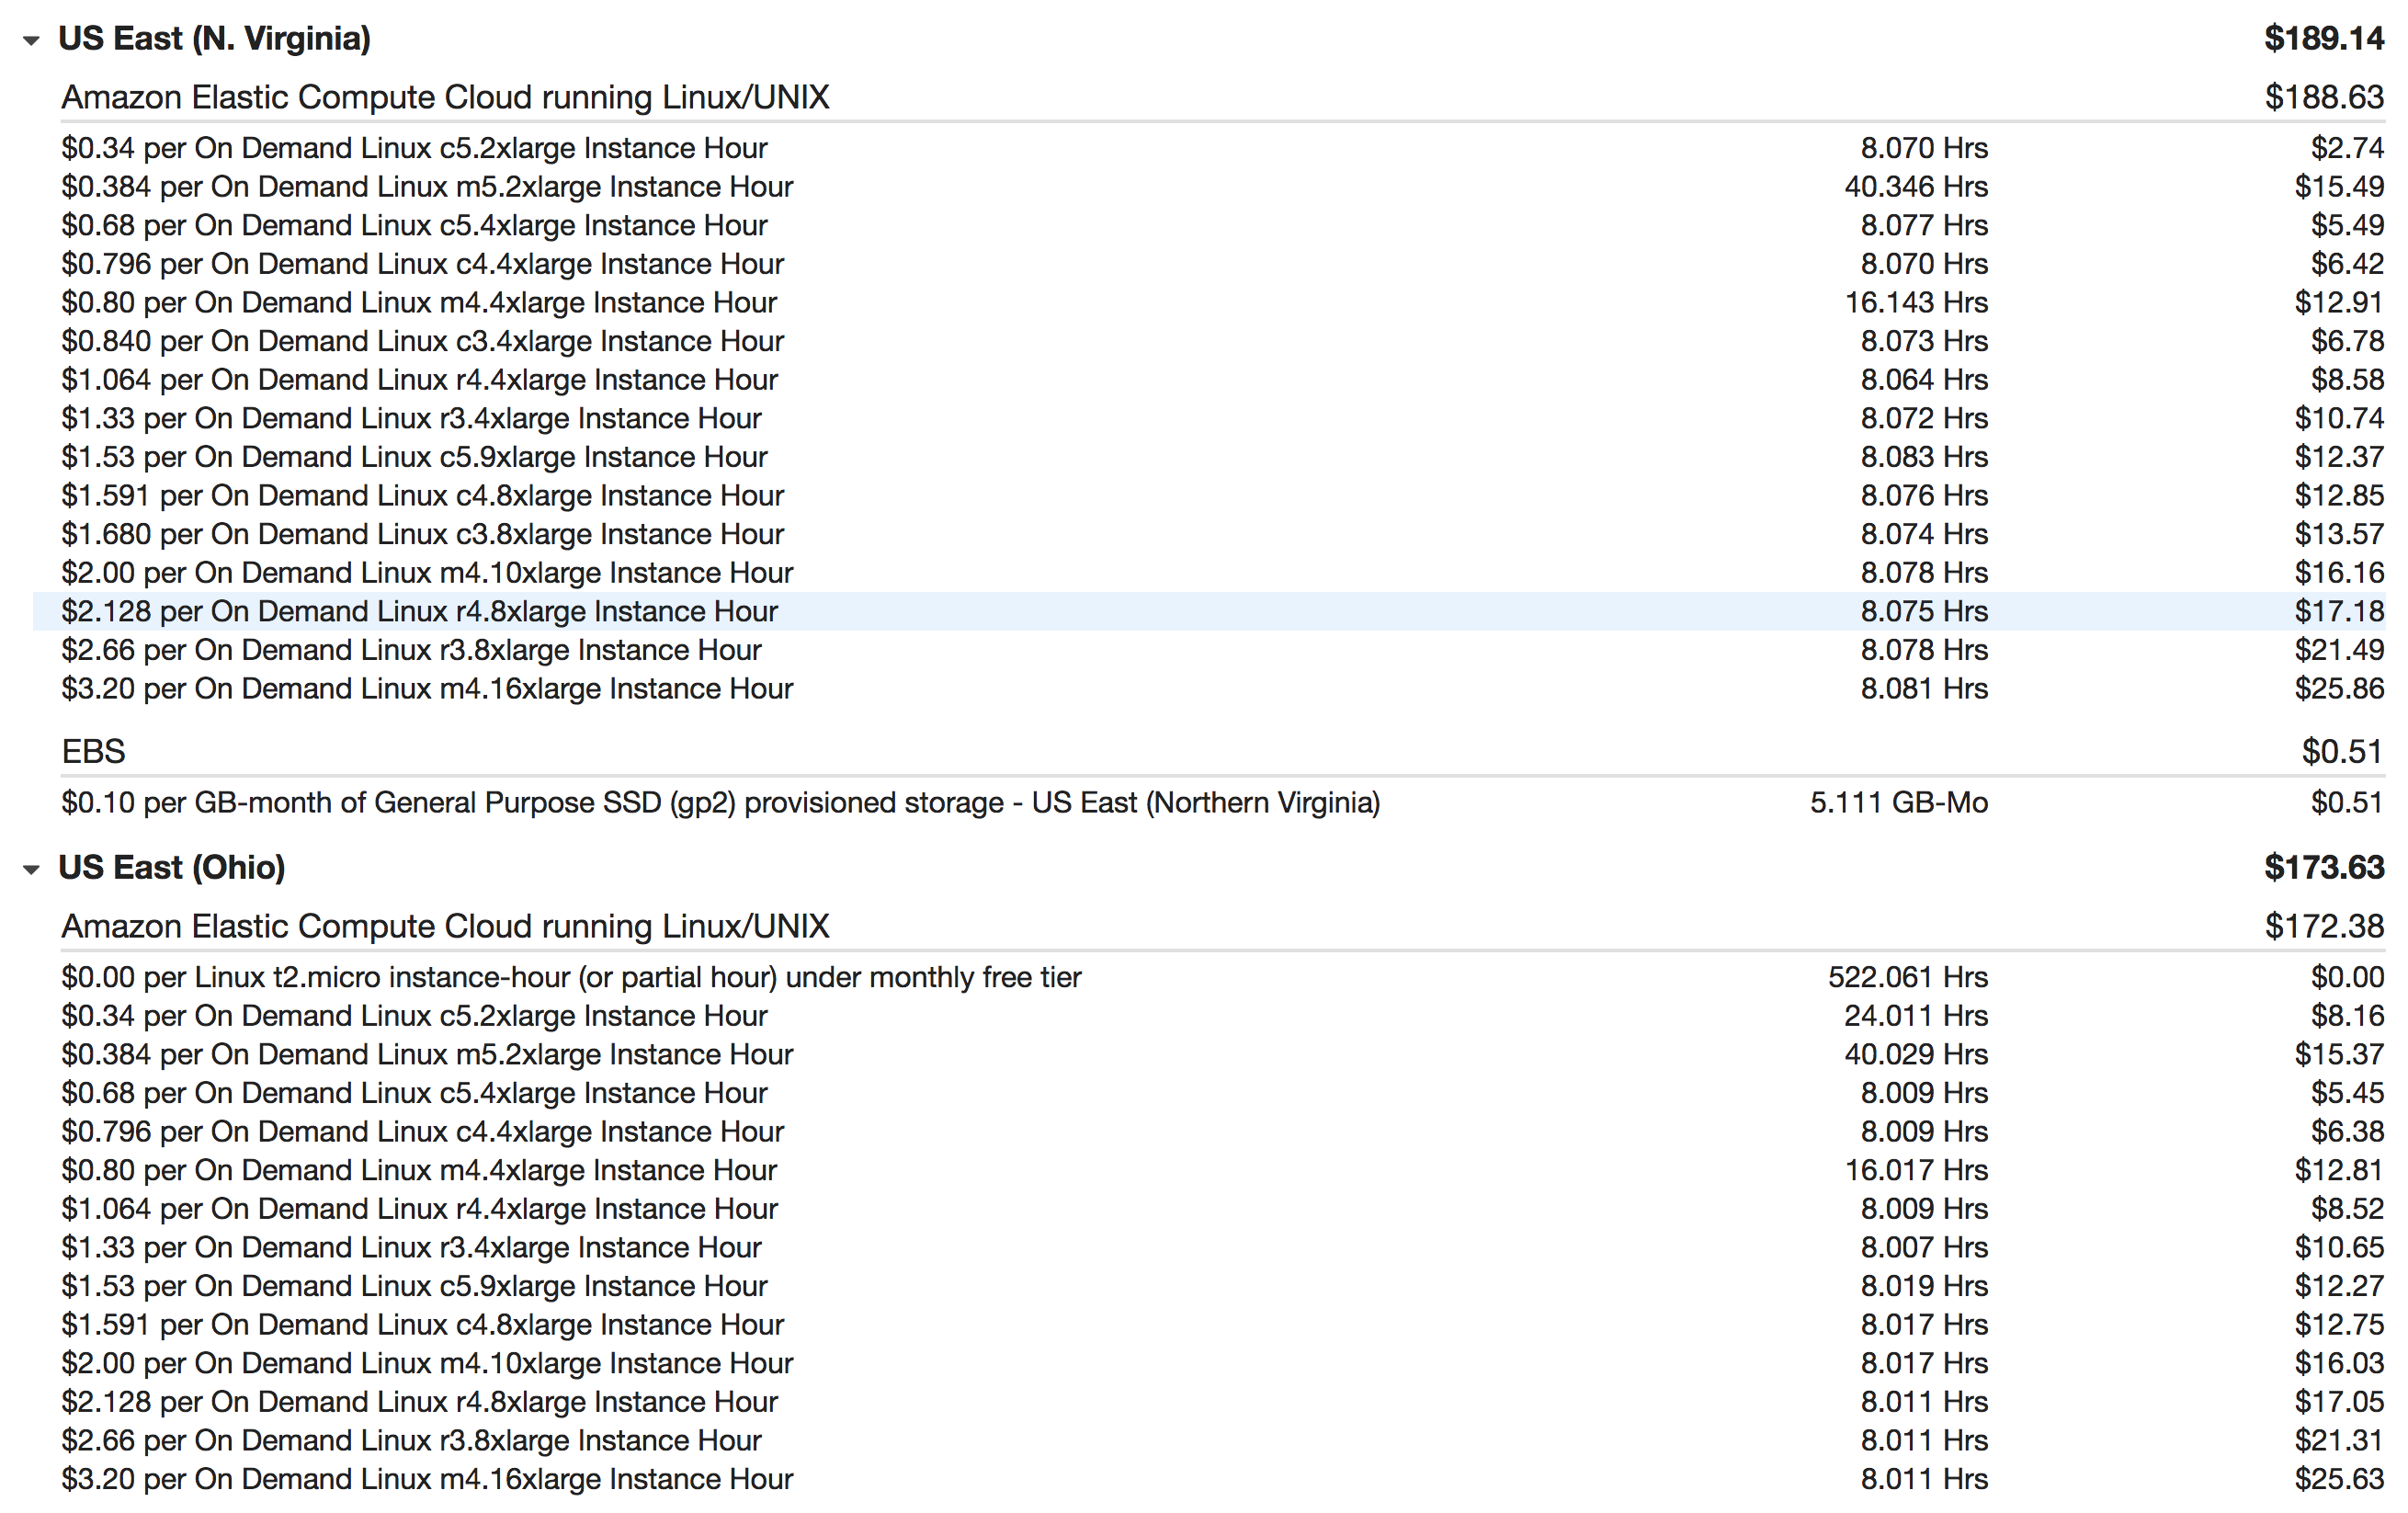 US East (N. Virginia) $189.14
Amazon Elastic Compute Cloud running Linux/UNIX $188.63
$0.34 per On Demand Linux c5.2xlarge Instance Hour 8.070 Hrs $2.74
$0.384 per On Demand Linux m5.2xlarge Instance Hour 40.346 Hrs $15.49
$0.68 per On Demand Linux c5.4xlarge Instance Hour 8.077 Hrs $5.49
$0.796 per On Demand Linux c4.4xlarge Instance Hour 8.070 Hrs $6.42
$0.80 per On Demand Linux m4.4xlarge Instance Hour 16.143 Hrs $12.91
$0.840 per On Demand Linux c3.4xlarge Instance Hour 8.073 Hrs $6.78
$1.064 per On Demand Linux r4.4xlarge Instance Hour 8.064 Hrs $8.58
$1.33 per On Demand Linux r3.4xlarge Instance Hour 8.072 Hrs $10.74
$1.53 per On Demand Linux c5.9xlarge Instance Hour 8.083 Hrs $12.37
$1.591 per On Demand Linux c4.8xlarge Instance Hour 8.076 Hrs $12.85
$1.680 per On Demand Linux c3.8xlarge Instance Hour 8.074 Hrs $13.57
$2.00 per On Demand Linux m4.10xlarge Instance Hour 8.078 Hrs $16.16
$2.128 per On Demand Linux r4.8xlarge Instance Hour 8.075 Hrs $17.18
$2.66 per On Demand Linux r3.8xlarge Instance Hour 8.078 Hrs $21.49
$3.20 per On Demand Linux m4.16xlarge Instance Hour 8.081 Hrs $25.86
EBS $0.51
$0.10 per GB-month of General Purpose SSD (gp2) provisioned storage - US East (Northern Virginia) 5.111 GB-Mo $0.51
US East (Ohio) $173.63
Amazon Elastic Compute Cloud running Linux/UNIX $172.38
$0.00 per Linux t2.micro instance-hour (or partial hour) under monthly free tier 522.061 Hrs $0.00
$0.34 per On Demand Linux c5.2xlarge Instance Hour 24.011 Hrs $8.16
$0.384 per On Demand Linux m5.2xlarge Instance Hour 40.029 Hrs $15.37
$0.68 per On Demand Linux c5.4xlarge Instance Hour 8.009 Hrs $5.45
$0.796 per On Demand Linux c4.4xlarge Instance Hour 8.009 Hrs $6.38
$0.80 per On Demand Linux m4.4xlarge Instance Hour 16.017 Hrs $12.81
$1.064 per On Demand Linux r4.4xlarge Instance Hour 8.009 Hrs $8.52
$1.33 per On Demand Linux r3.4xlarge Instance Hour 8.007 Hrs $10.65
$1.53 per On Demand Linux c5.9xlarge Instance Hour 8.019 Hrs $12.27
$1.591 per On Demand Linux c4.8xlarge Instance Hour 8.017 Hrs $12.75
$2.00 per On Demand Linux m4.10xlarge Instance Hour 8.017 Hrs $16.03
$2.128 per On Demand Linux r4.8xlarge Instance Hour 8.011 Hrs $17.05
$2.66 per On Demand Linux r3.8xlarge Instance Hour 8.011 Hrs $21.31
$3.20 per On Demand Linux m4.16xlarge Instance Hour 8.011 Hrs $25.63